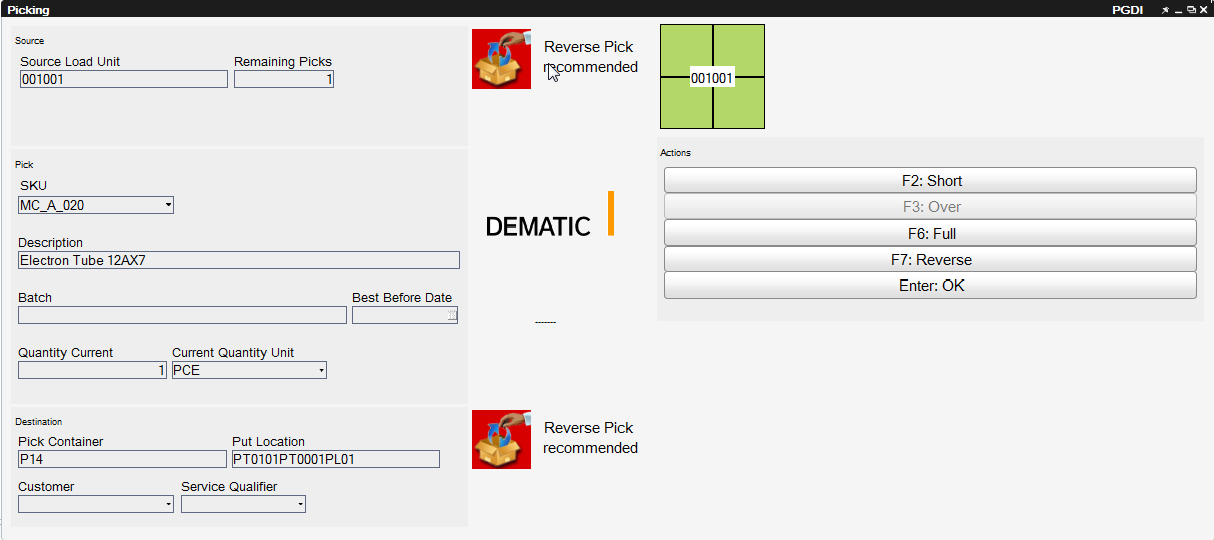 Picking
PGDI
Source
Source Load Unit
Remaining Picks
001001
1
Reverse Pick
recommended
001001
Pick
SKU
MC_A_020
Description
Electron Tube 12AX7
Batch
Best Before Date
Quantity Current
Current Quantity Unit
1
PCE
DEMATIC
-------
Actions
F2: Short
F3: Over
F6: Full
F7: Reverse
Enter: OK
Destination
Pick Container
Put Location
P14
PT0101PT0001PL01
Customer
Service Qualifier
Reverse Pick
recommended